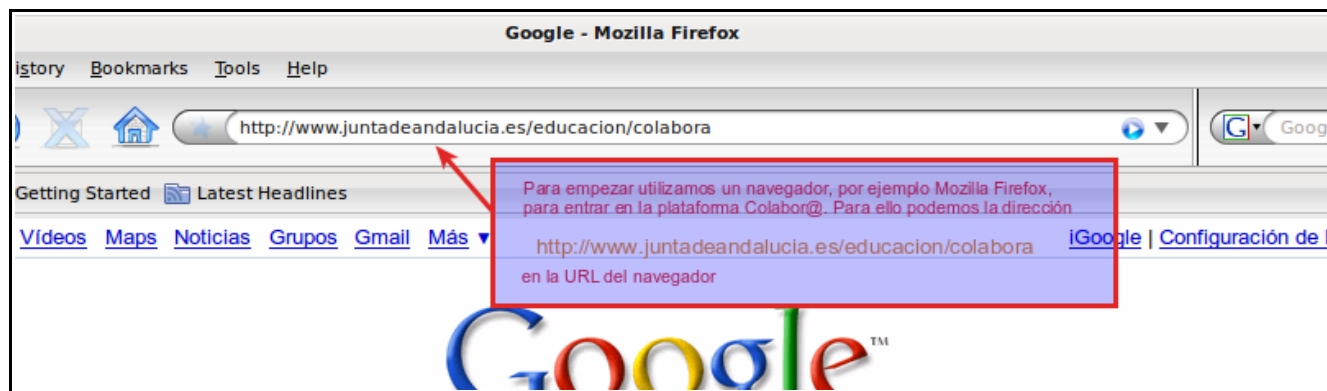 Google - Mozilla Firefox
istory Bookmarks Tools Help
http://www.juntadeandalucia.es/educacion/colabora
G Goog
Getting Started Latest Headlines
Para empezar utilizamos un navegador, por ejemplo Mozilla Firefox,
para entrar en la plataforma Colabor@. Para ello podemos la dirección
http://www.juntadeandalucia.es/educacion/colabora
en la URL del navegador
Vídeos Maps Noticias Grupos Gmail Más ▼ iGoogle | Configuración de
Google™